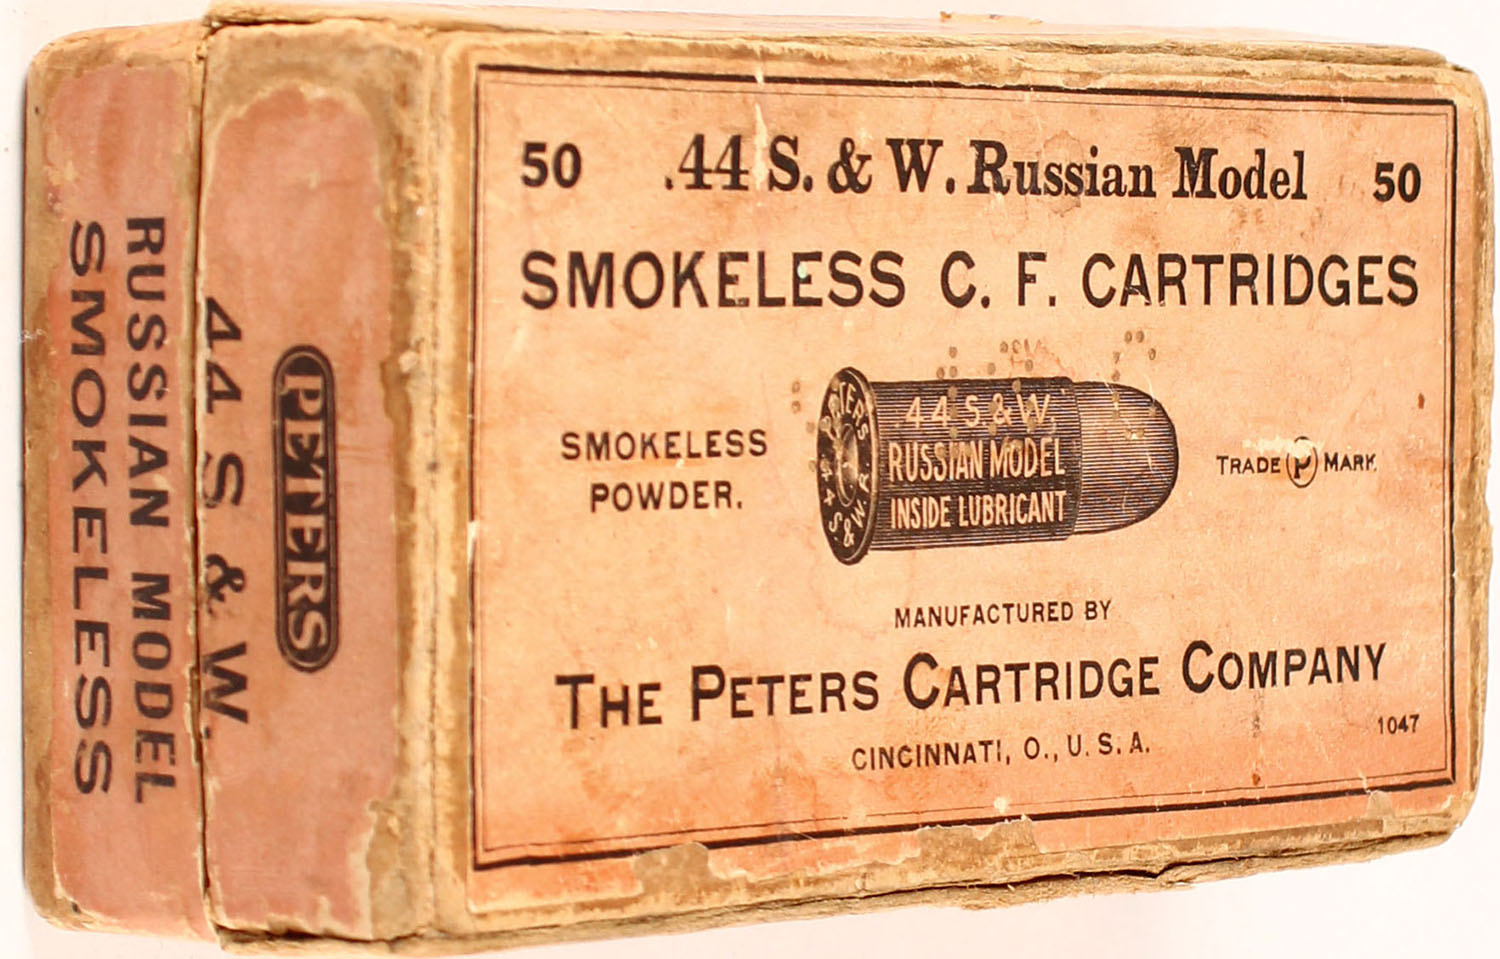 50 .44 S. & W. Russian Model 50
SMOKELESS C. F. CARTRIDGES
SMOKELESS
POWDER.
PETERS
44 S. & W. R.
44 S & W.
RUSSIAN MODEL
INSIDE LUBRICANT
TRADE P MARK.
MANUFACTURED BY
THE PETERS CARTRIDGE COMPANY
CINCINNATI, O., U. S. A.
1047
PETERS
44 S & W.
RUSSIAN MODEL
SMOKELESS